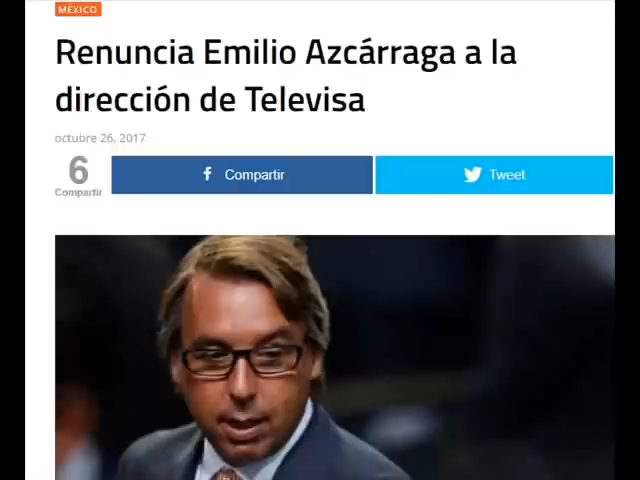 MÉXICO
Renuncia Emilio Azcárraga a la
dirección de Televisa
octubre 26, 2017
6
Compartir
Compartir
Tweet